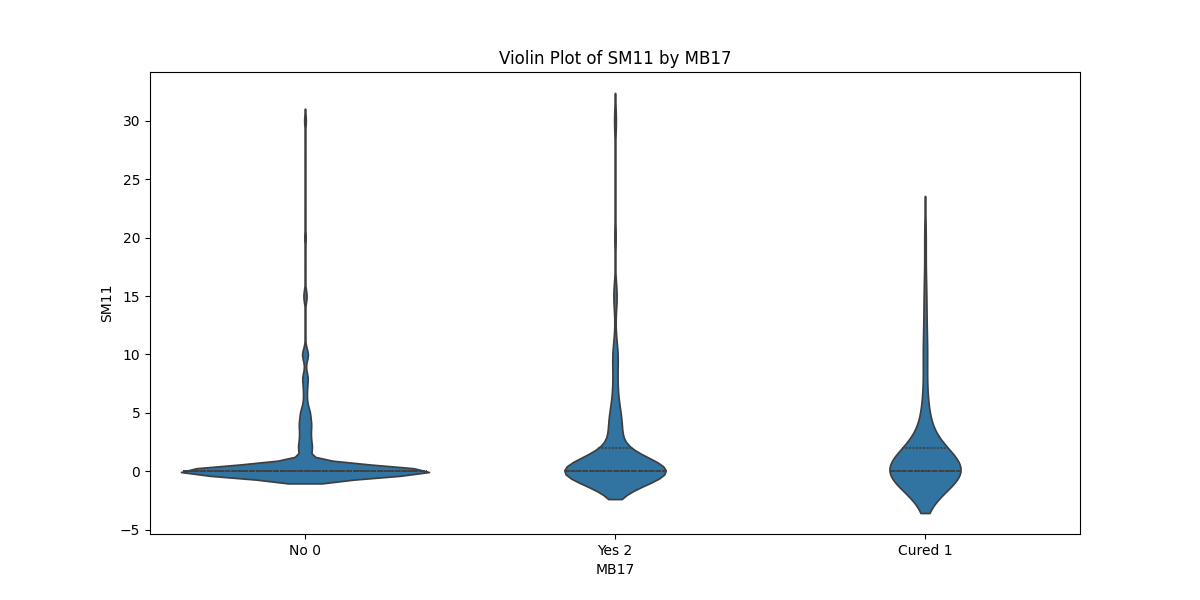 Violin Plot of SM11 by MB17
30
25
20
15
10
5
0
−5
SM11
No 0
Yes 2
Cured 1
MB17